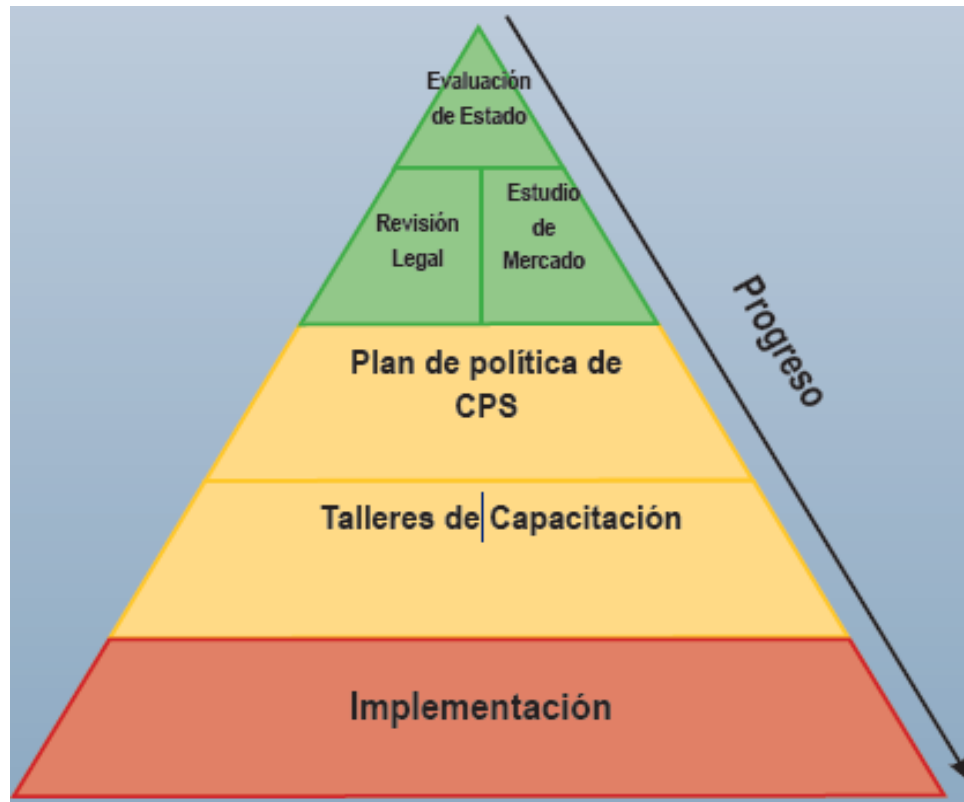 Evaluación
de Estado
Revisión
Legal
Estudio
de
Mercado
Plan de política de
CPS
Talleres de Capacitación
Implementación
Progreso